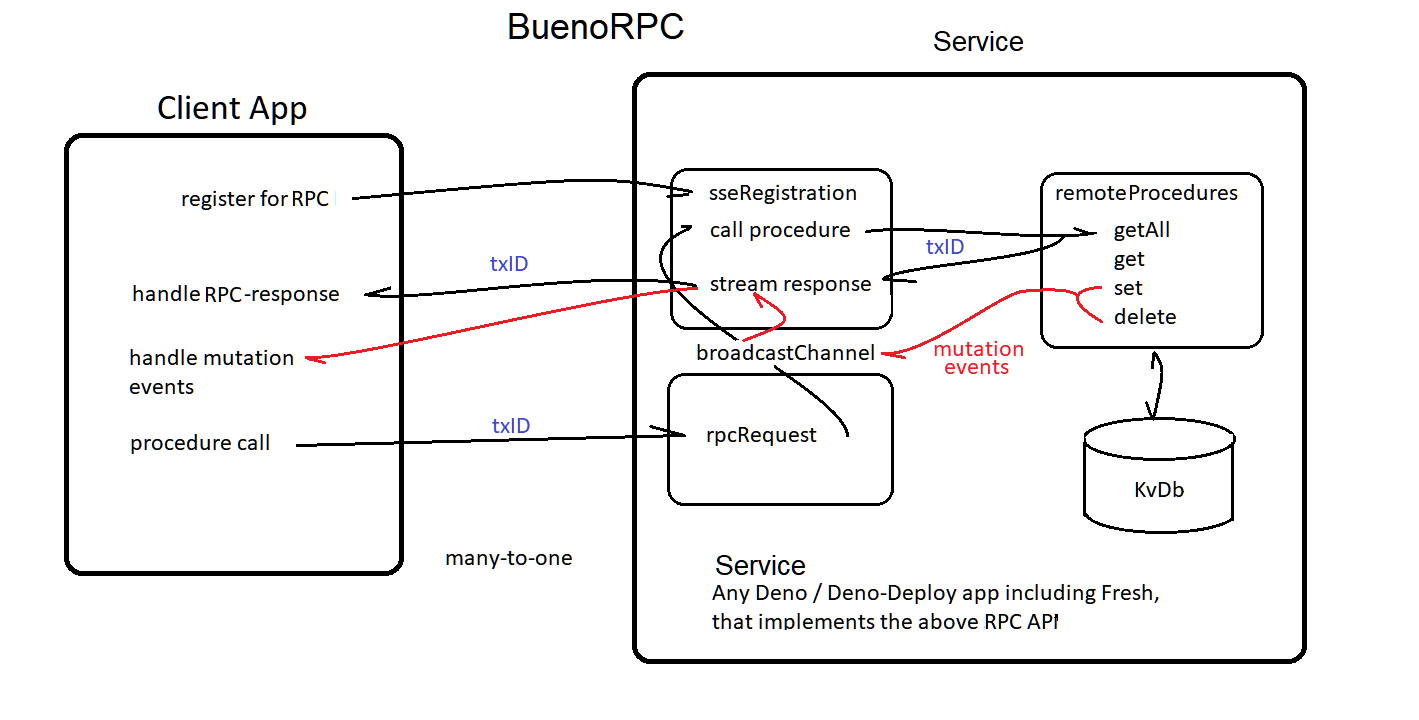 BuenoRPC
Service
Client App
register for RPC
sseRegistration
remoteProcedures
call procedure
getAll
txID
get
txID
stream response
set
handle RPC-response
delete
broadcastChannel
mutation
events
handle mutation
events
txID
procedure call
rpcRequest
KvDb
many-to-one
Service
Any Deno / Deno-Deploy app including Fresh,
that implements the above RPC API